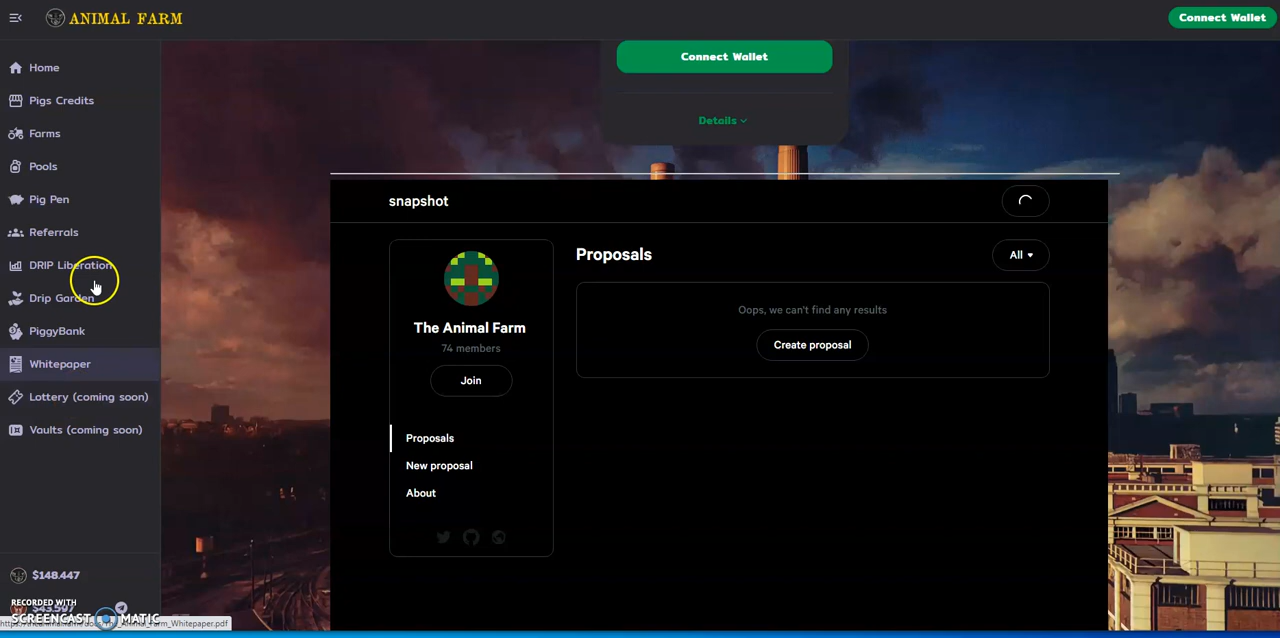 ANIMAL FARM
Connect Wallet
Home
Pigs Credits
Farms
Pools
Pig Pen
Referrals
DRIP Liberation
Drip Garden
PiggyBank
Whitepaper
Lottery (coming soon)
Vaults (coming soon)
$148.447
RECORDED WITH
SCREENCAST MATIC
Connect Wallet
Details
snapshot
The Animal Farm
74 members
Join
Proposals
New proposal
About
Proposals
All
Oops, we can't find any results
Create proposal